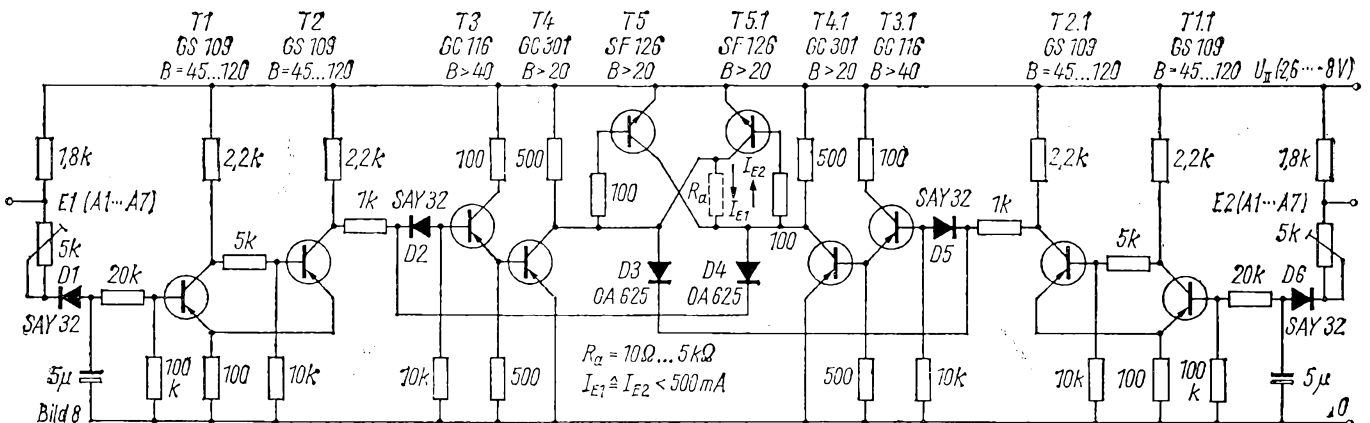 T1 T2 T3 T4 T5 T5.1 T4.1 T3.1 T2.1 T1.1
GS 109 GS 109 GC 116 GC 301 SF 126 SF 126 GC 301 GC 116 GS 109 GS 109
B = 45...120 B = 45...120 B > 40 B > 20 B > 20 B > 20 B > 20 B > 40 B = 45...120 B = 45...120 U_II (2,6 ... -8V)
1,8k 2,2k 2,2k 100 500 100 500 100 2,2k 2,2k 1,8k
R_a I_E1 I_E2 100
E1 (A1...A7) 1k SAY 32 SAY 32 1k E2 (A1...A7)
5k 5k D2 D5 5k 5k
D1 20k D3 D4 20k D6
SAY 32 OA 625 OA 625 SAY 32
R_a = 10Ω...5kΩ
I_E1 ≙ I_E2 < 500 mA
5µ 100k 100 10k 10k 500 500 10k 10k 100 100k 5µ
Bild 8 0